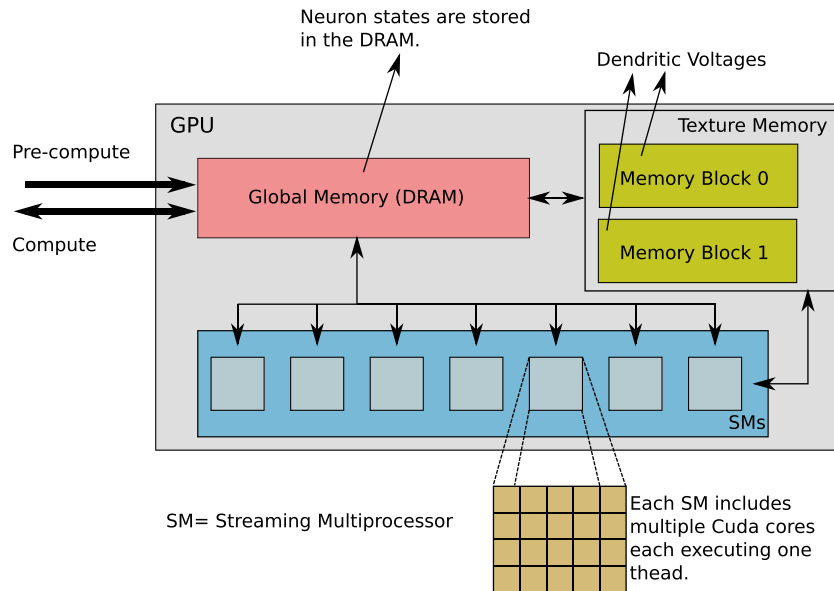 Neuron states are stored
in the DRAM.
Dendritic Voltages
GPU
Texture Memory
Pre-compute
Memory Block 0
Global Memory (DRAM)
Compute
Memory Block 1
SMs
SM= Streaming Multiprocessor
Each SM includes
multiple Cuda cores
each executing one
thead.